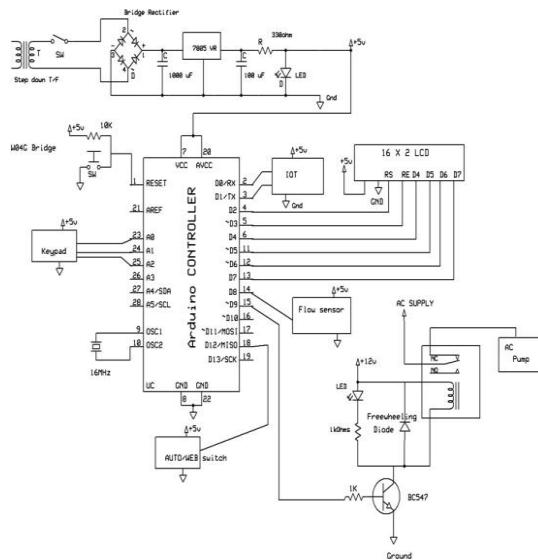 Bridge Rectifier
330ohm
R
+5v
2
1
3
4
D
T
SW
7805 VR
C
1000 uF
C
100 uF
LED
D
Step down T/F
Gnd
+5v
10K
W04G Bridge
SW
7 20
VCC AVCC
Arduino CONTROLLER
1 RESET
21 AREF
23 A0
24 A1
25 A2
26 A3
27 A4/SDA
28 A5/SCL
9 OSC1
10 OSC2
UC
GND GND
8 22
D0/RX 2
D1/TX 3
D2 4
~D3 5
D4 6
~D5 11
~D6 12
D7 13
D8 14
~D9 15
~D10 16
~D11/MOSI 17
D12/MISO 18
D13/SCK 19
+5v
IOT
Gnd
16 X 2 LCD
RS RE D4 D5 D6 D7
+5v
GND
+5v
Keypad
16MHz
+5v
Flow sensor
AC SUPPLY
NC
NO
AC
Pump
+12v
LED
1kOhms
Freewheeling
Diode
+5v
AUTO/WEB switch
1K
BC547
Ground